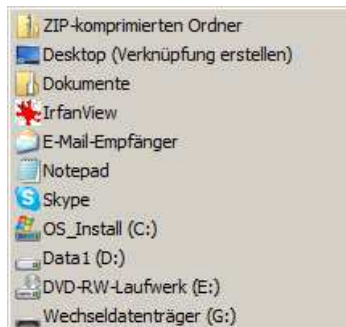 ZIP-komprimierten Ordner
Desktop (Verknüpfung erstellen)
Dokumente
IrfanView
E-Mail-Empfänger
Notepad
Skype
OS_Install (C:)
Data1 (D:)
DVD-RW-Laufwerk (E:)
Wechseldatenträger (G:)